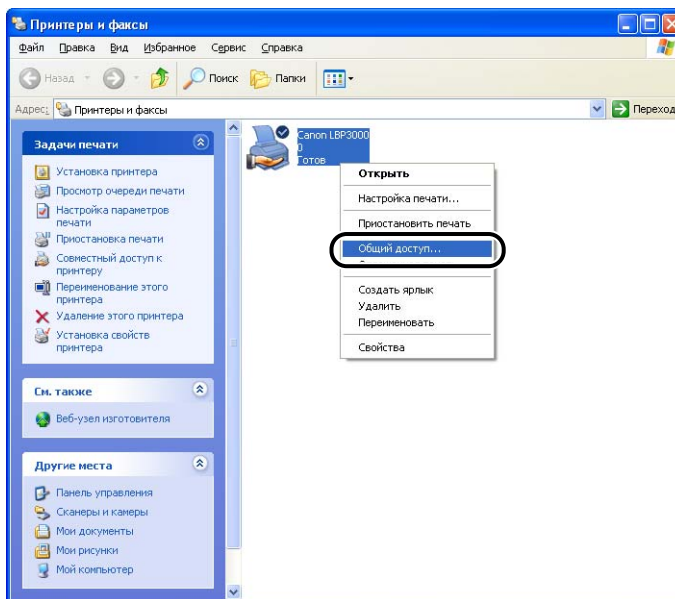 Принтеры и факсы
Файл Правка Вид Избранное Сервис Справка
Назад Поиск Папки
Адрес: Принтеры и факсы Переход
Задачи печати
Установка принтера
Просмотр очереди печати
Настройка параметров
печати
Приостановка печати
Совместный доступ к
принтеру
Переименование этого
принтера
Удаление этого принтера
Установка свойств
принтера
См. также
Веб-узел изготовителя
Другие места
Панель управления
Сканеры и камеры
Мои документы
Мои рисунки
Мой компьютер
Canon LBP3000
0
Готов
Открыть
Настройка печати...
Приостановить печать
Общий доступ...
Создать ярлык
Удалить
Переименовать
Свойства